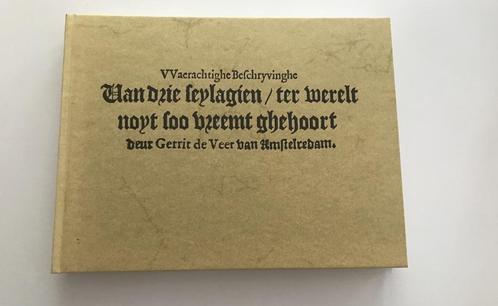 VVaerachtighe Beſchryvinghe
Van drie ſeylagien / ter werelt
noyt ſoo vreemt ghehoort
deur Gerrit de Veer van Amſtelredam.